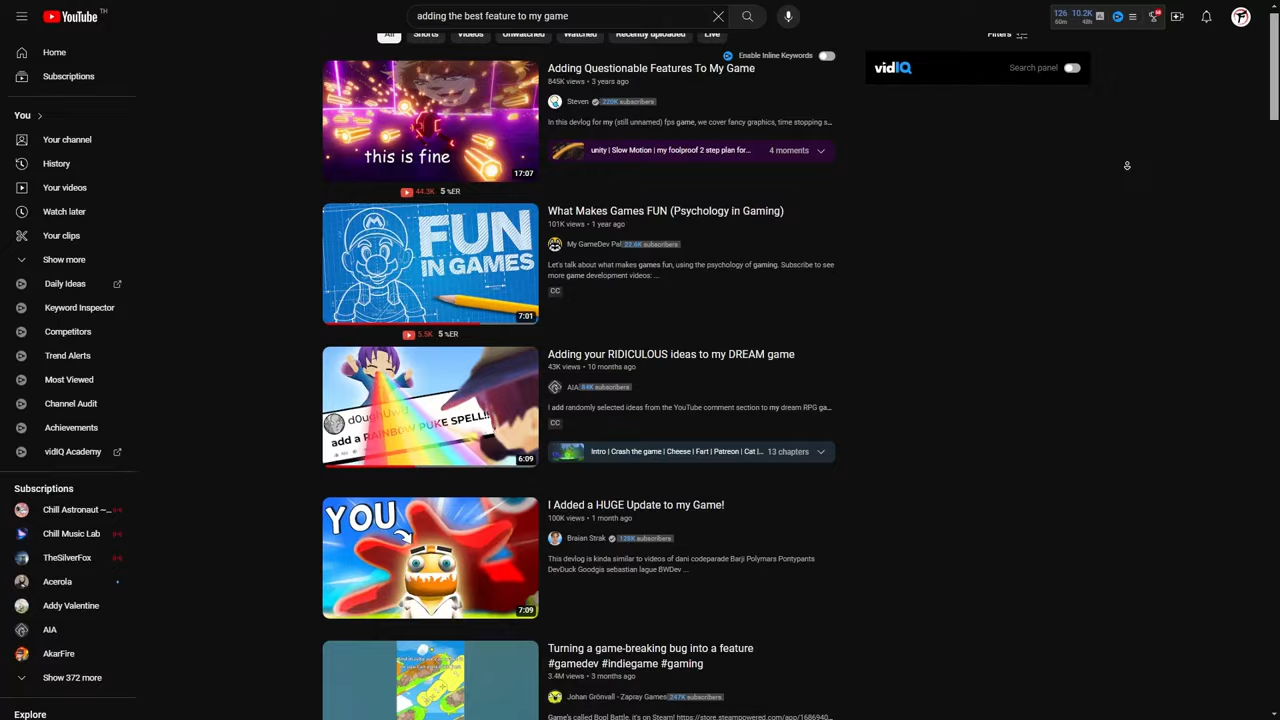 YouTube TH
adding the best feature to my game
126 10.2K
60m 48h
Home
Subscriptions
You
Your channel
History
Your videos
Watch later
Your clips
Show more
Daily Ideas
Keyword Inspector
Competitors
Trend Alerts
Most Viewed
Channel Audit
Achievements
vidIQ Academy
Subscriptions
Chill Astronaut ~...
Chill Music Lab
TheSilverFox
Acerola
Addy Valentine
AIA
AkarFire
Show 372 more
Explore
All Shorts Videos Unwatched Watched Recently uploaded Live
Filters
Enable Inline Keywords
vidIQ Search panel
this is fine
17:07
44.3K 5 %ER
Adding Questionable Features To My Game
845K views • 3 years ago
Steven 220K subscribers
In this devlog for my (still unnamed) fps game, we cover fancy graphics, time stopping s...
unity | Slow Motion | my foolproof 2 step plan for... 4 moments
FUN
IN GAMES
7:01
5.5K 5 %ER
What Makes Games FUN (Psychology in Gaming)
101K views • 1 year ago
My GameDev Pal 22.6K subscribers
Let's talk about what makes games fun, using the psychology of gaming. Subscribe to see
more game development videos: ...
CC
d0ughUwu
add a RAINBOW PUKE SPELL!!
6:09
Adding your RIDICULOUS ideas to my DREAM game
43K views • 10 months ago
AIA 84K subscribers
I add randomly selected ideas from the YouTube comment section to my dream RPG ga...
CC
Intro | Crash the game | Cheese | Fart | Patreon | Cat |... 13 chapters
YOU
7:09
I Added a HUGE Update to my Game!
100K views • 1 month ago
Braian Strak 128K subscribers
This devlog is kinda similar to videos of dani codeparade Barji Polymars Pontypants
DevDuck Goodgis sebastian lague BWDev ...
Turning a game-breaking bug into a feature
#gamedev #indiegame #gaming
3.4M views • 3 months ago
Johan Grönvall - Zapray Games 247K subscribers
Game's called Bopl Battle, it's on Steam! https://store.steampowered.com/app/1686940...